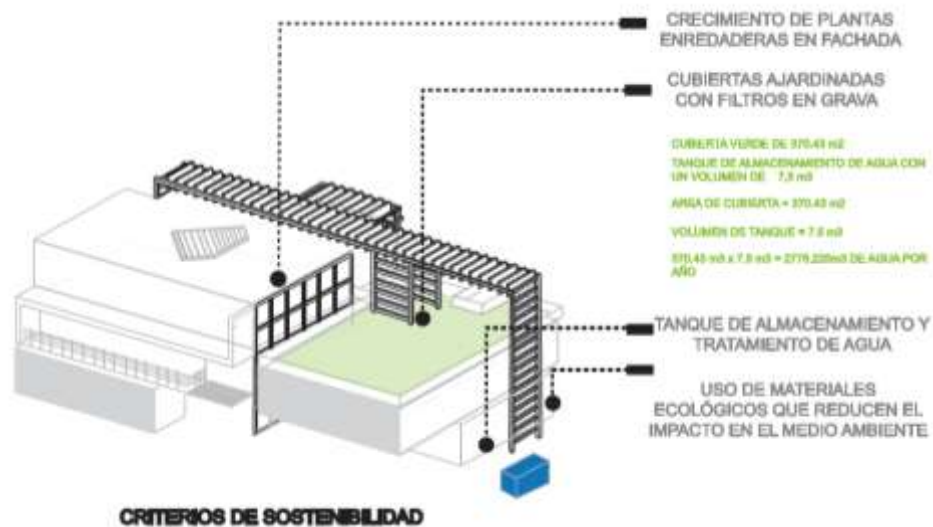 CRECIMIENTO DE PLANTAS
ENREDADERAS EN FACHADA
CUBIERTAS AJARDINADAS
CON FILTROS EN GRAVA
CUBIERTA VERDE DE 370.43 m2
TANQUE DE ALMACENAMIENTO DE AGUA CON
UN VOLUMEN DE 7,5 m3
AREA DE CUBIERTA = 370.43 m2
VOLUMEN DE TANQUE = 7.5 m3
370,43 m3 x 7.5 m3 = 2778,225m3 DE AGUA POR
AÑO
TANQUE DE ALMACENAMIENTO Y
TRATAMIENTO DE AGUA
USO DE MATERIALES
ECOLÓGICOS QUE REDUCEN EL
IMPACTO EN EL MEDIO AMBIENTE
CRITERIOS DE SOSTENIBILIDAD